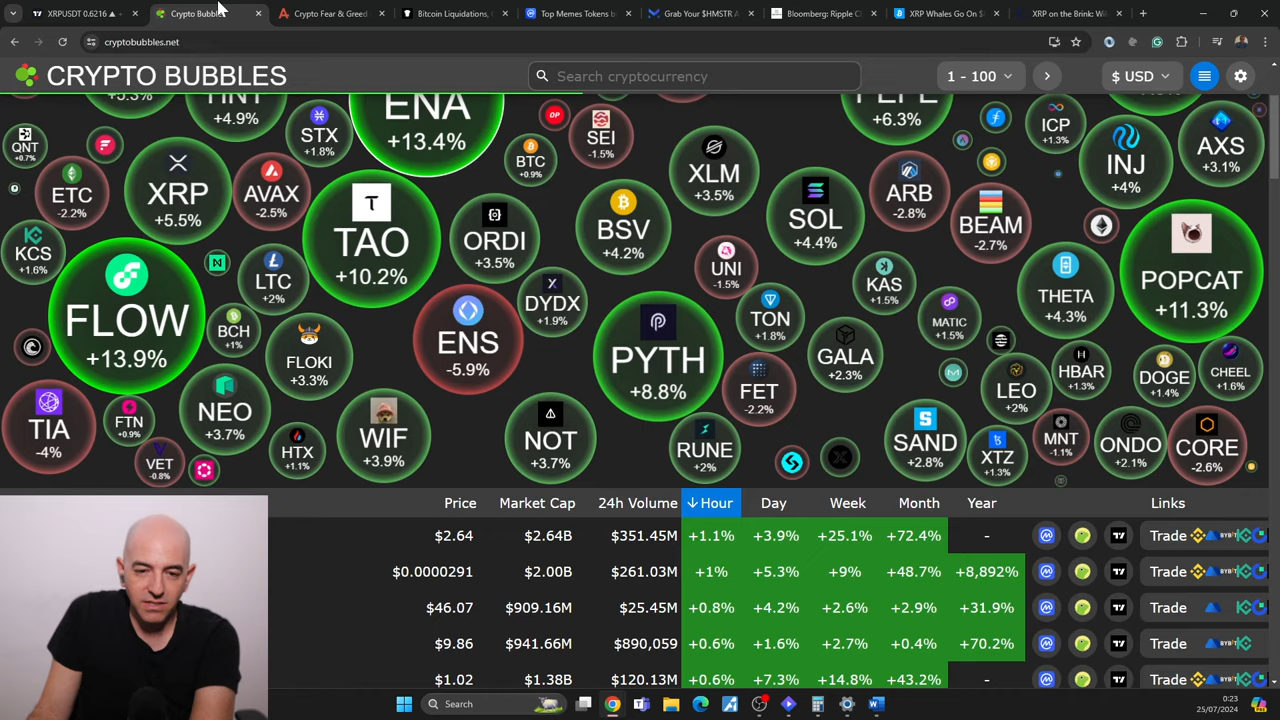 XRPUSDT 0.6216 ▲
Crypto Bubbles
Crypto Fear & Greed
Bitcoin Liquidations,
Top Memes Tokens b
Grab Your $HMSTR A
Bloomberg: Ripple C
XRP Whales Go On S
XRP on the Brink: Wi
cryptobubbles.net
CRYPTO BUBBLES
Search cryptocurrency
1 - 100
$ USD
+5.3%
HNT
+4.9%
ENA
+13.4%
PEPE
+6.3%
STX
+1.8%
OP
SEI
-1.5%
ICP
+1.3%
AXS
+3.1%
QNT
+0.7%
BTC
+0.9%
INJ
+4%
XRP
+5.5%
ETC
-2.2%
AVAX
-2.5%
XLM
+3.5%
ARB
-2.8%
TAO
+10.2%
ORDI
+3.5%
BSV
+4.2%
SOL
+4.4%
BEAM
-2.7%
KCS
+1.6%
UNI
-1.5%
KAS
+1.5%
POPCAT
+11.3%
LTC
+2%
THETA
+4.3%
FLOW
+13.9%
DYDX
+1.9%
TON
+1.8%
MATIC
+1.5%
BCH
+1%
ENS
-5.9%
PYTH
+8.8%
GALA
+2.3%
FLOKI
+3.3%
HBAR
+1.3%
DOGE
+1.4%
CHEEL
+1.6%
FET
-2.2%
LEO
+2%
TIA
-4%
FTN
+0.9%
NEO
+3.7%
WIF
+3.9%
NOT
+3.7%
RUNE
+2%
SAND
+2.8%
MNT
-1.1%
ONDO
+2.1%
CORE
-2.6%
VET
-0.8%
HTX
+1.1%
XTZ
+1.3%
Price Market Cap 24h Volume Hour Day Week Month Year Links
$2.64 $2.64B $351.45M +1.1% +3.9% +25.1% +72.4% - Trade
$0.0000291 $2.00B $261.03M +1% +5.3% +9% +48.7% +8,892% Trade
$46.07 $909.16M $25.45M +0.8% +4.2% +2.6% +2.9% +31.9% Trade
$9.86 $941.66M $890,059 +0.6% +1.6% +2.7% +0.4% +70.2% Trade
$1.02 $1.38B $120.13M +0.6% +7.3% +14.8% +43.2% - Trade
Search
0:23
25/07/2024